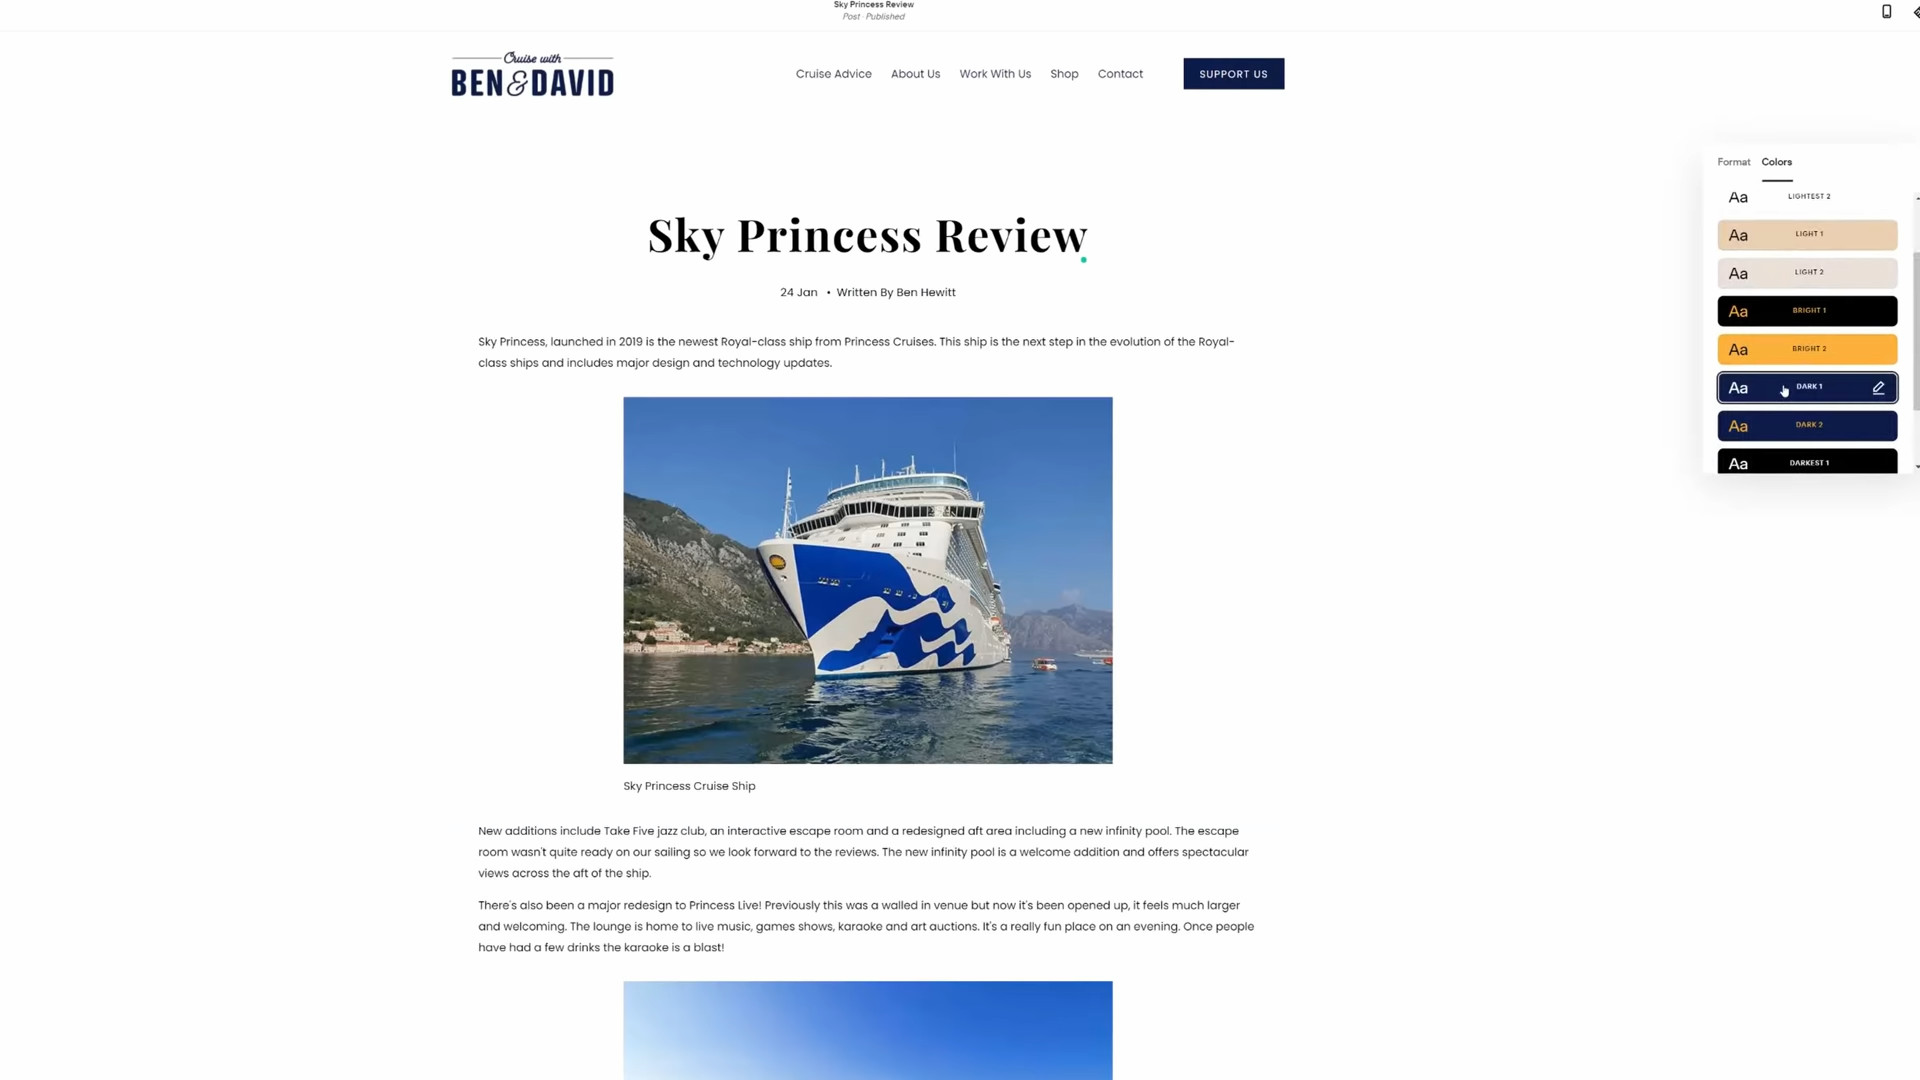 Sky Princess Review
Post · Published
Cruise with
BEN & DAVID
Cruise Advice
About Us
Work With Us
Shop
Contact
SUPPORT US
Sky Princess Review
24 Jan • Written By Ben Hewitt
Sky Princess, launched in 2019 is the newest Royal-class ship from Princess Cruises. This ship is the next step in the evolution of the Royal-
class ships and includes major design and technology updates.
Sky Princess Cruise Ship
New additions include Take Five jazz club, an interactive escape room and a redesigned aft area including a new infinity pool. The escape
room wasn't quite ready on our sailing so we look forward to the reviews. The new infinity pool is a welcome addition and offers spectacular
views across the aft of the ship.
There's also been a major redesign to Princess Live! Previously this was a walled in venue but now it's been opened up, it feels much larger
and welcoming. The lounge is home to live music, games shows, karaoke and art auctions. It's a really fun place on an evening. Once people
have had a few drinks the karaoke is a blast!
Format
Colors
Aa LIGHTEST 2
Aa LIGHT 1
Aa LIGHT 2
Aa BRIGHT 1
Aa BRIGHT 2
Aa DARK 1
Aa DARK 2
Aa DARKEST 1